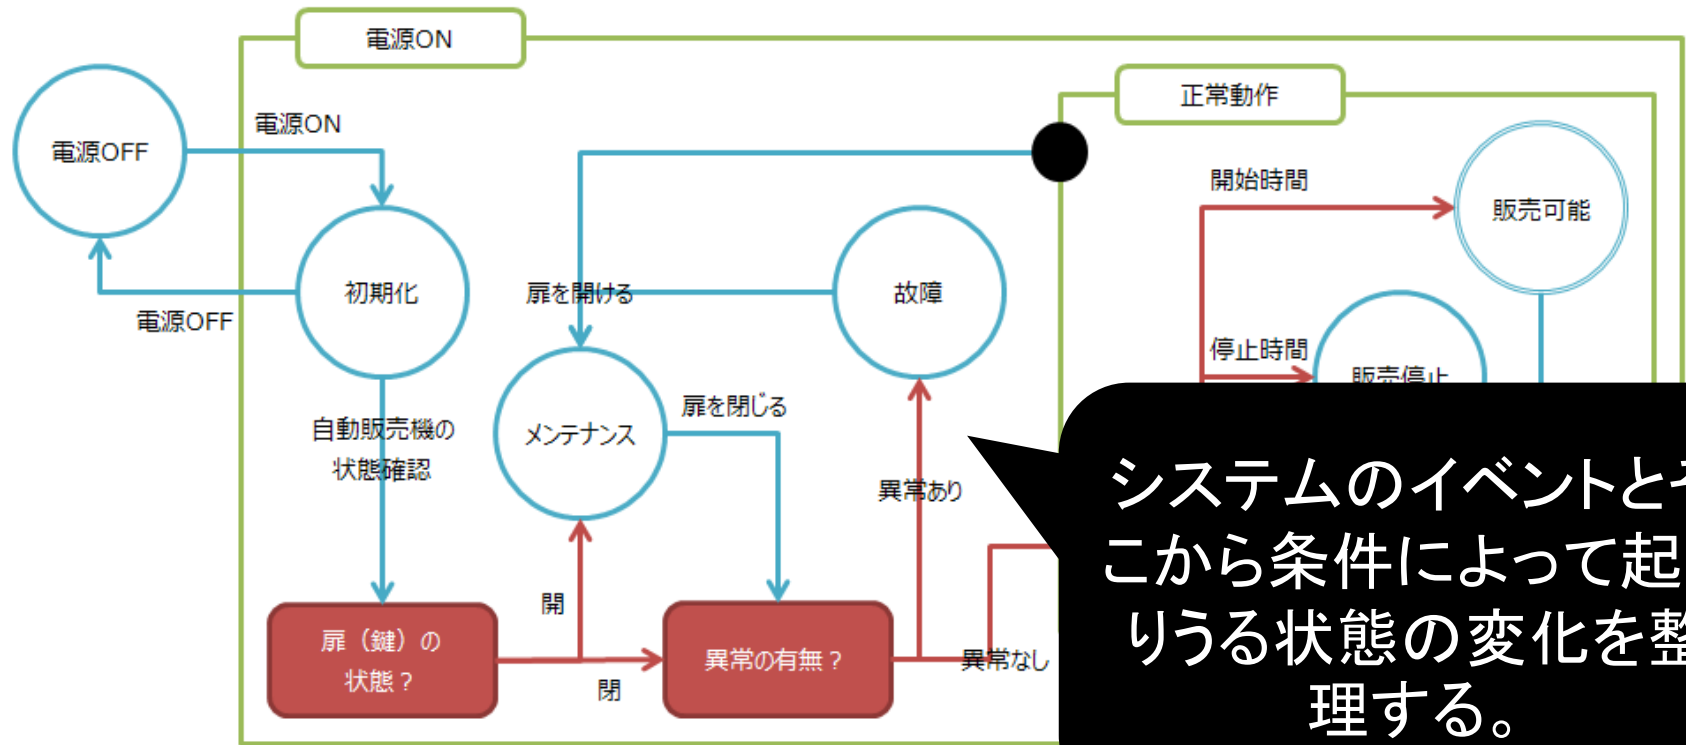 電源ON
正常動作
電源ON
電源OFF
開始時間
販売可能
初期化
扉を開ける
故障
電源OFF
停止時間
販売停止
扉を閉じる
自動販売機の
状態確認
メンテナンス
異常あり
システムのイベントとそ
こから条件によって起
りうる状態の変化を整
理する。
開
扉（鍵）の
状態？
異常の有無？
異常なし
閉